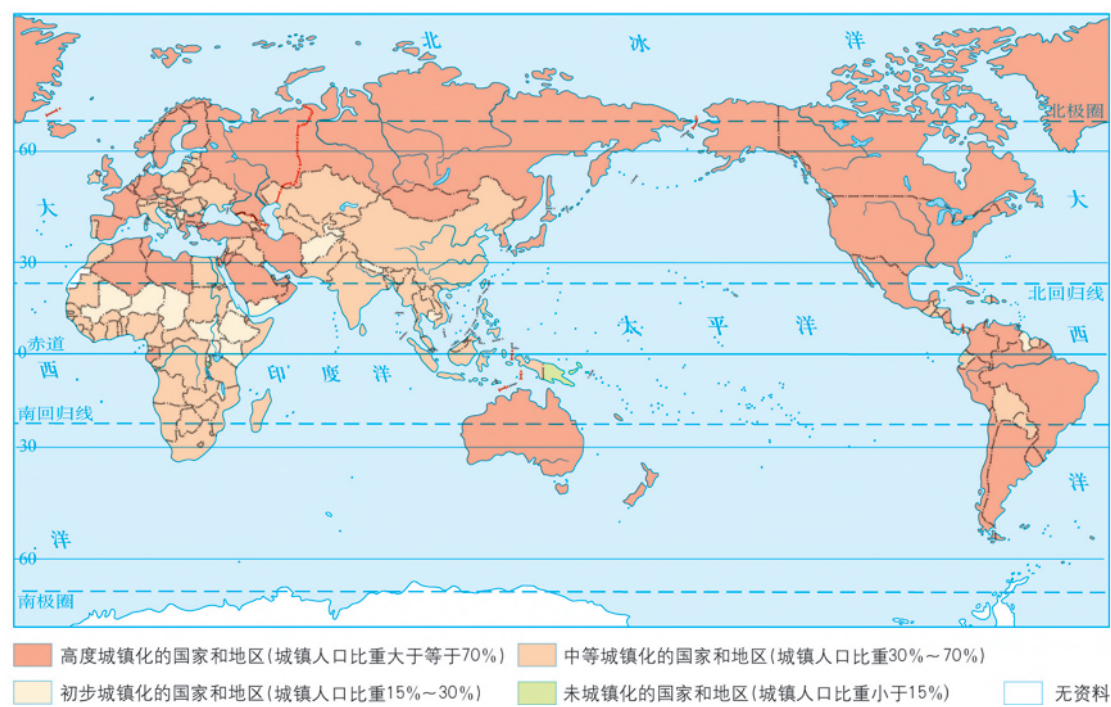 北 冰 洋
北极圈
60
大 大
30
北回归线
太 平 洋
西
赤道
0
西
印 度 洋
南回归线
30
洋
洋
60
南极圈
高度城镇化的国家和地区(城镇人口比重大于等于70%)
中等城镇化的国家和地区(城镇人口比重30%~70%)
初步城镇化的国家和地区(城镇人口比重15%~30%)
未城镇化的国家和地区(城镇人口比重小于15%)
无资料